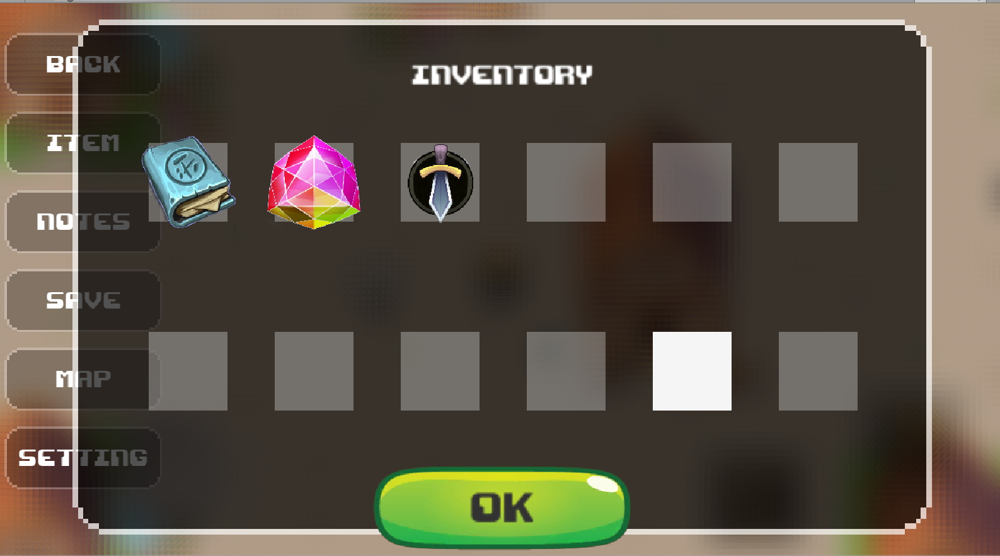 INVENTORY
BACK
ITEM
NOTES
SAVE
MAP
SETTING
OK